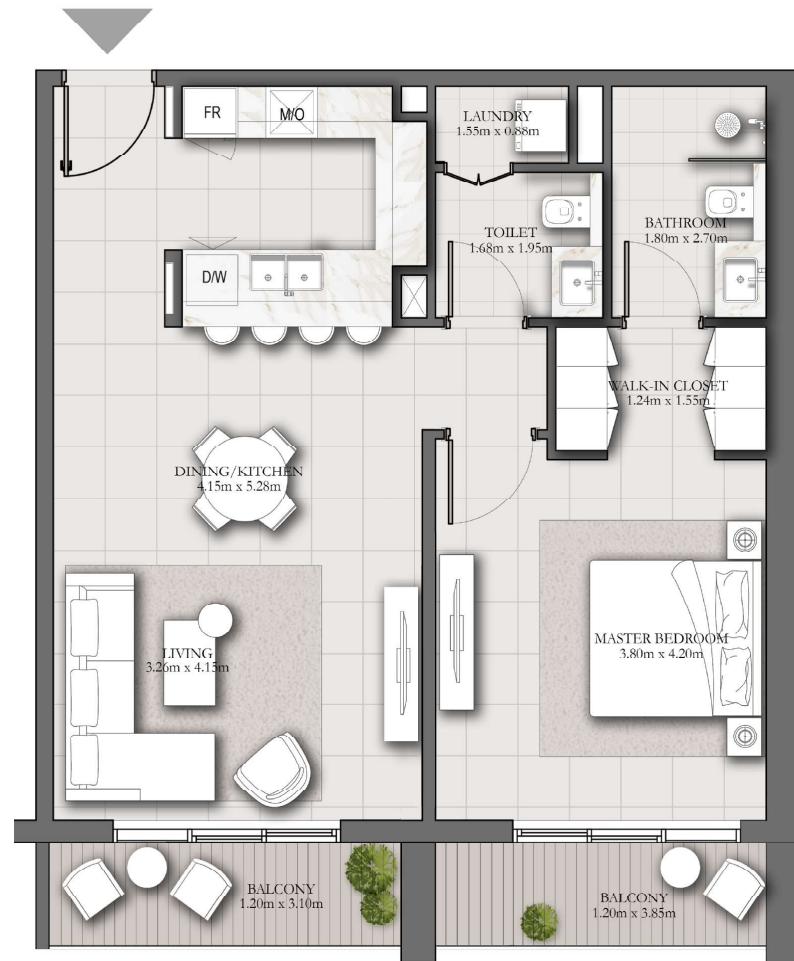 FR
M/O
LAUNDRY
1.55m x 0.88m
TOILET
1.68m x 1.95m
BATHROOM
1.80m x 2.70m
D/W
WALK-IN CLOSET
1.24m x 1.55m
DINING/KITCHEN
4.15m x 5.28m
MASTER BEDROOM
3.80m x 4.20m
LIVING
3.26m x 4.15m
BALCONY
1.20m x 3.10m
BALCONY
1.20m x 3.85m